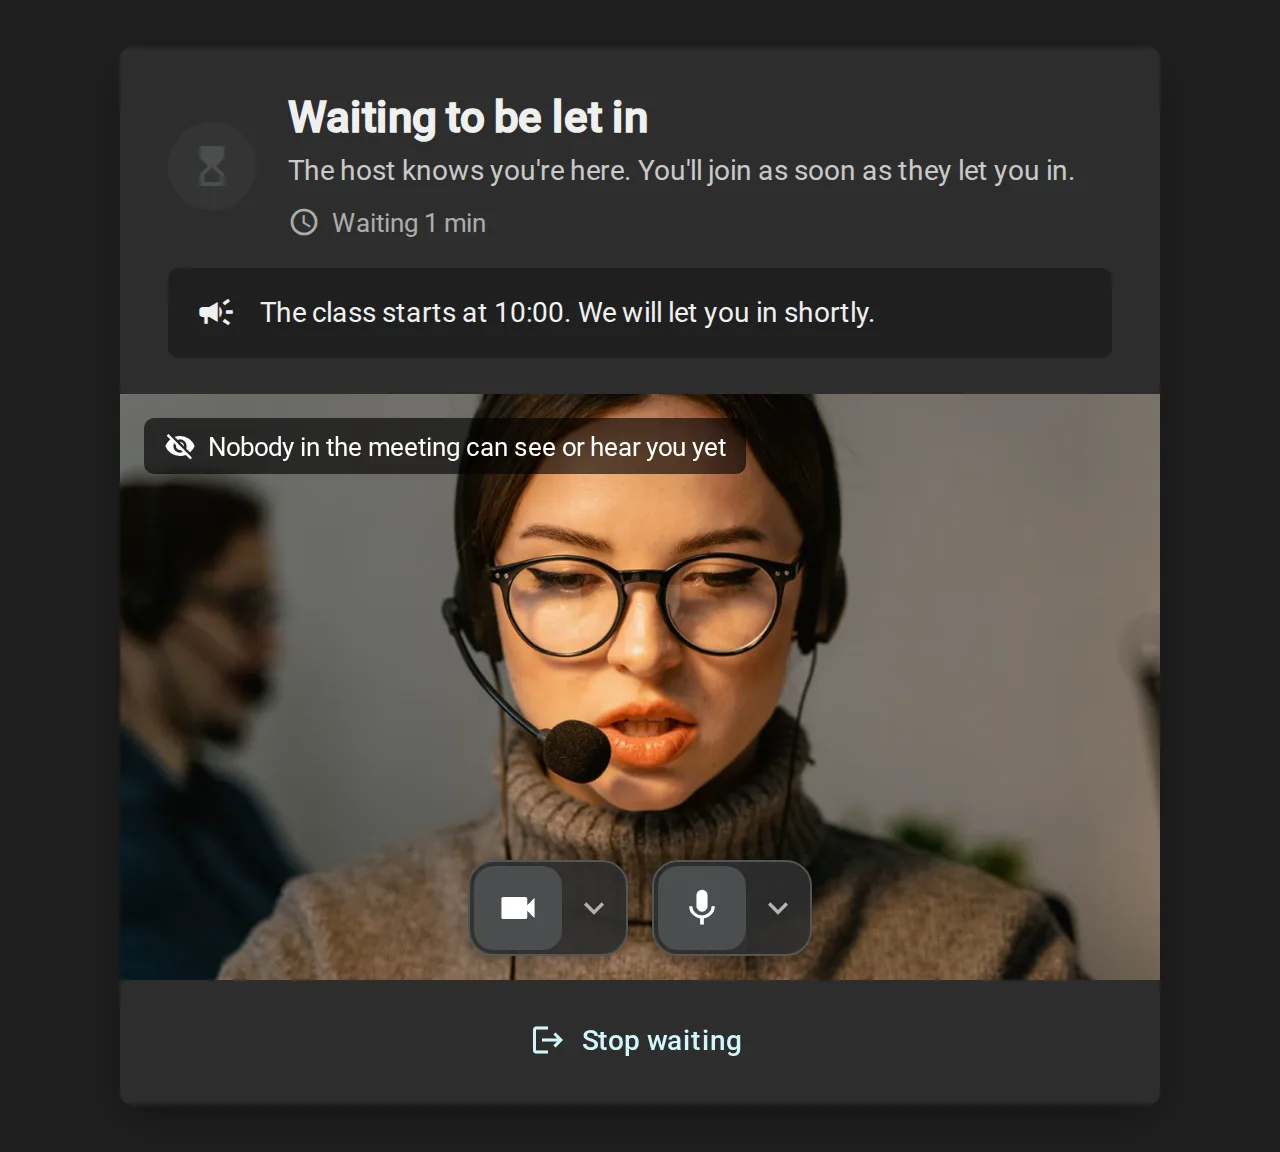 Waiting to be let in
The host knows you're here. You'll join as soon as they let you in.
Waiting 1 min
The class starts at 10:00. We will let you in shortly.
Nobody in the meeting can see or hear you yet
Stop waiting